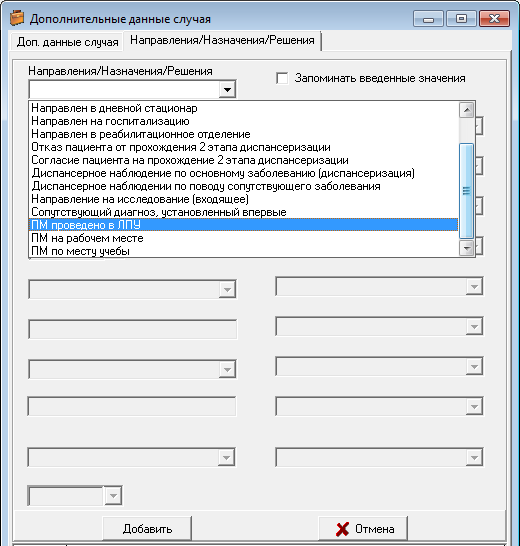 Дополнительные данные случая
Доп. данные случая
Направления/Назначения/Решения
Направления/Назначения/Решения
Запоминать введенные значения
Направлен в дневной стационар
Направлен на госпитализацию
Направлен в реабилитационное отделение
Отказ пациента от прохождения 2 этапа диспансеризации
Согласие пациента на прохождение 2 этапа диспансеризации
Диспансерное наблюдение по основному заболеванию (диспансеризация)
Диспансерное наблюдении по поводу сопутствующего заболевания
Направление на исследование (входящее)
Сопутствующий диагноз, установленный впервые
ПМ проведено в ЛПУ
ПМ на рабочем месте
ПМ по месту учебы
Добавить
Отмена